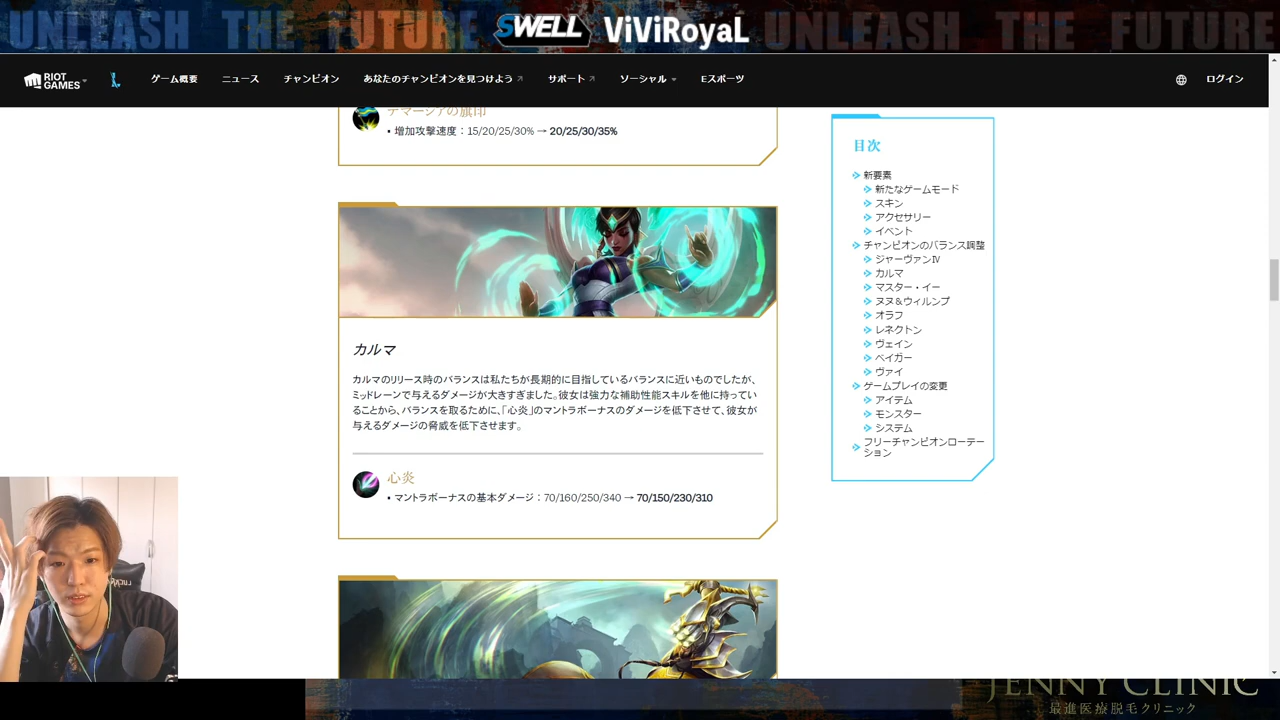 UNLEASH THE FUTURE SWELL ViViRoyaL UNLEASH THE FUTURE
RIOT GAMES ゲーム概要 ニュース チャンピオン あなたのチャンピオンを見つけよう サポート ソーシャル Eスポーツ ログイン
デマーシアの旗印
• 増加攻撃速度：15/20/25/30% → 20/25/30/35%
カルマ
カルマのリリース時のバランスは私たちが長期的に目指しているバランスに近いものでしたが、
ミッドレーンで与えるダメージが大きすぎました。彼女は強力な補助性能スキルを他に持ってい
ることから、バランスを取るために、「心炎」のマントラボーナスのダメージを低下させて、彼女が
与えるダメージの脅威を低下させます。
心炎
• マントラボーナスの基本ダメージ：70/160/250/340 → 70/150/230/310
目次
新要素
新たなゲームモード
スキン
アクセサリー
イベント
チャンピオンのバランス調整
ジャーヴァンⅣ
カルマ
マスター・イー
ヌヌ＆ウィルンプ
オラフ
レネクトン
ヴェイン
ベイガー
ヴァイ
ゲームプレイの変更
アイテム
モンスター
システム
フリーチャンピオンローテー
ション
JENNY CLINIC
最進医療脱毛クリニック